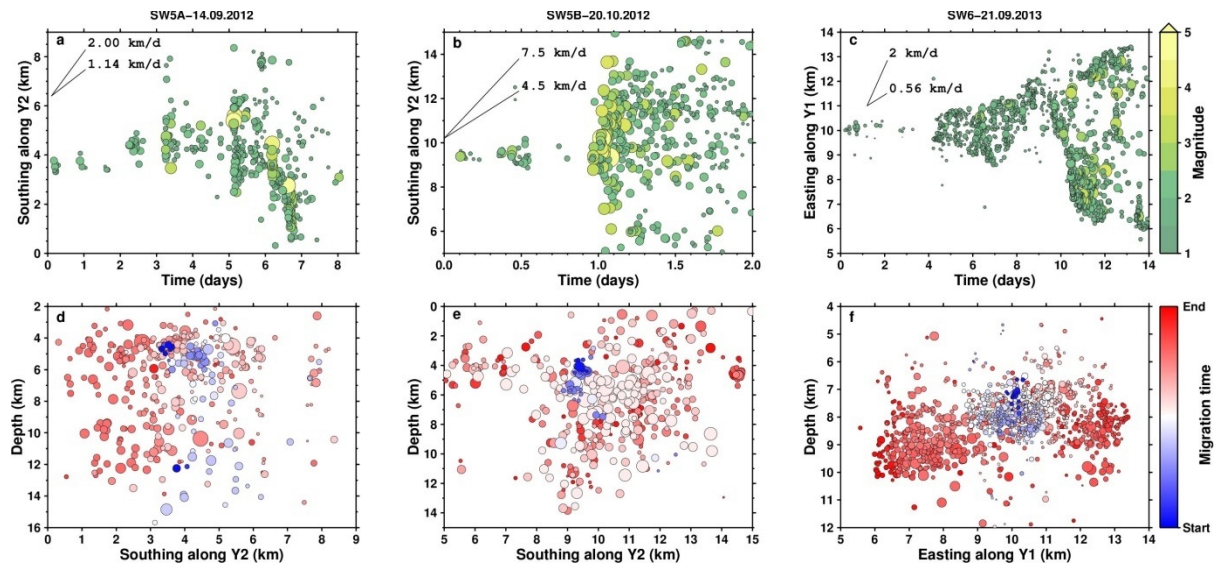 SW5A-14.09.2012
SW5B-20.10.2012
SW6-21.09.2013
a
2.00 km/d
1.14 km/d
Southing along Y2 (km)
8
6
4
2
0
0 1 2 3 4 5 6 7 8
Time (days)
b
7.5 km/d
4.5 km/d
Southing along Y2 (km)
14
12
10
8
6
0.0 0.5 1.0 1.5 2.0
Time (days)
c
2 km/d
0.56 km/d
Easting along Y1 (km)
14
13
12
11
10
9
8
7
6
5
0 2 4 6 8 10 12 14
Time (days)
5
4
3
2
1
Magnitude
d
Depth (km)
2
4
6
8
10
12
14
16
0 1 2 3 4 5 6 7 8 9
Southing along Y2 (km)
e
Depth (km)
0
2
4
6
8
10
12
14
5 6 7 8 9 10 11 12 13 14 15
Southing along Y2 (km)
f
Depth (km)
4
5
6
7
8
9
10
11
12
5 6 7 8 9 10 11 12 13 14
Easting along Y1 (km)
End
Migration time
Start